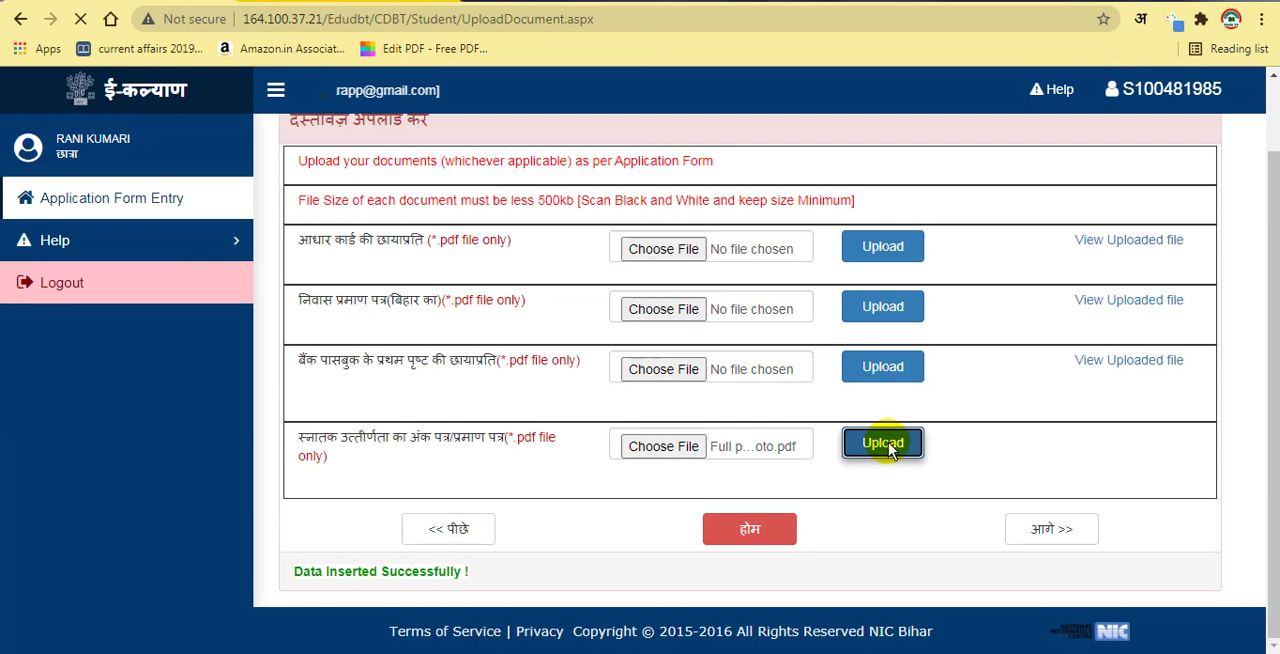 Not secure | 164.100.37.21/Edudbt/CDBT/Student/UploadDocument.aspx
अ
Apps current affairs 2019... Amazon.in Associat... Edit PDF - Free PDF... Reading list
ई-कल्याण rapp@gmail.com] Help S100481985
RANI KUMARI
छात्रा
दस्तावेज़ अपलोड करें
Upload your documents (whichever applicable) as per Application Form
Application Form Entry
File Size of each document must be less 500kb [Scan Black and White and keep size Minimum]
Help
आधार कार्ड की छायाप्रति (*.pdf file only) Choose File No file chosen Upload View Uploaded file
Logout
निवास प्रमाण पत्र(बिहार का)(*.pdf file only) Choose File No file chosen Upload View Uploaded file
बैंक पासबुक के प्रथम पृष्ट की छायाप्रति(*.pdf file only) Choose File No file chosen Upload View Uploaded file
स्नातक उत्तीर्णता का अंक पत्र/प्रमाण पत्र(*.pdf file only) Choose File Full p...oto.pdf Upload
<< पीछे होम आगे >>
Data Inserted Successfully !
Terms of Service | Privacy Copyright © 2015-2016 All Rights Reserved NIC Bihar
NATIONAL INFORMATICS CENTRE NIC